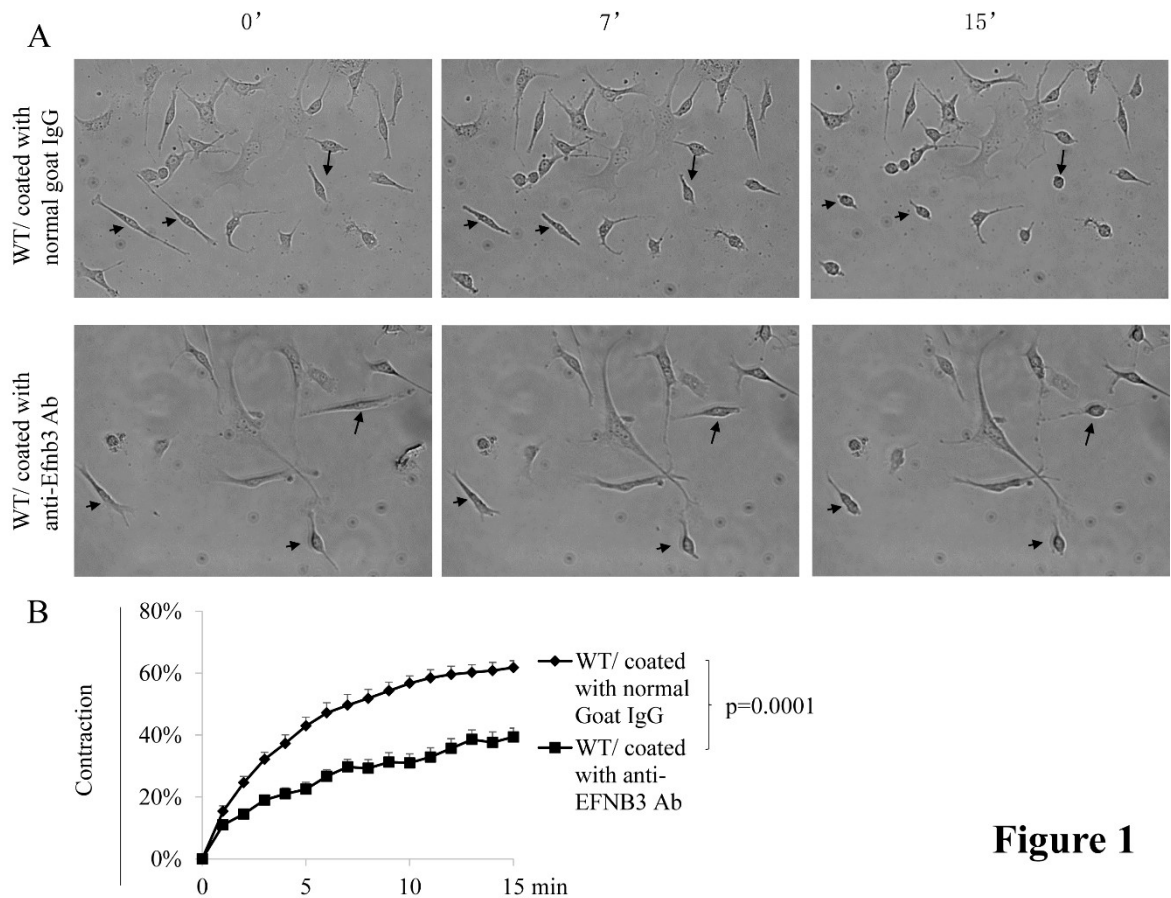 A
0’
7’
15’
WT/ coated with
normal goat IgG
WT/ coated with
anti-Efnb3 Ab
B
Contraction
80%
60%
40%
20%
0%
0
5
10
15 min
WT/ coated
with normal
Goat IgG
WT/ coated
with anti-
EFNB3 Ab
p=0.0001
Figure 1